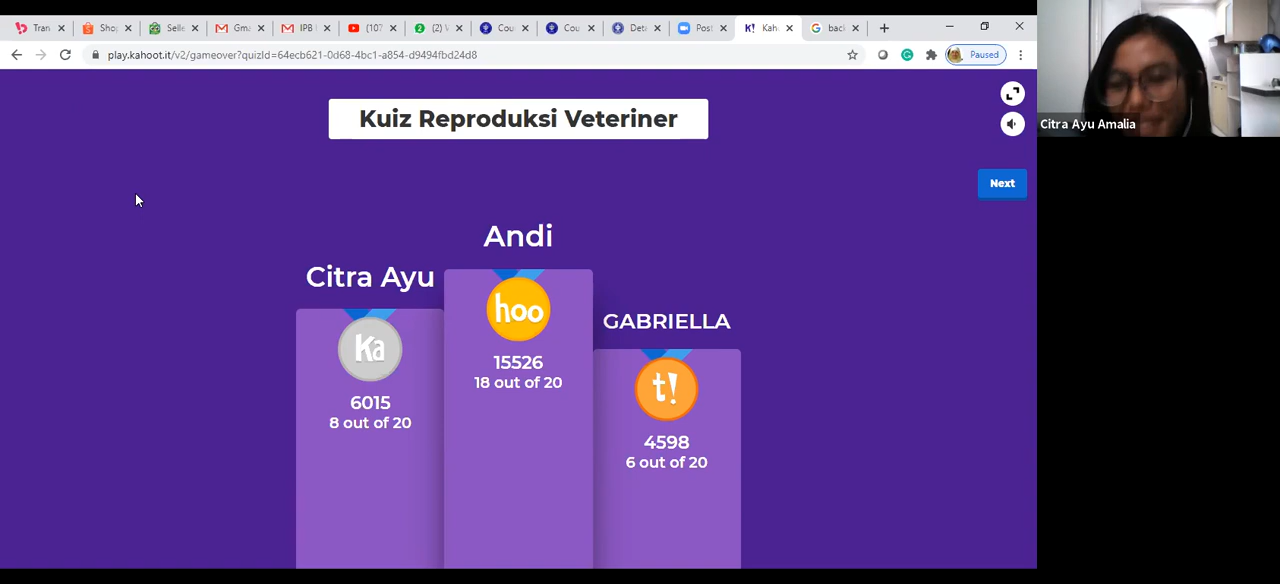 Tran
Shop
Selle
Gma
IPB
(107
(2) V
Cou
Cou
Deta
Post
K! Kah
G back
play.kahoot.it/v2/gameover?quizId=64ecb621-0d68-4bc1-a854-d9494fbd24d8
Paused
Citra Ayu Amalia
Kuiz Reproduksi Veteriner
Next
Andi
Citra Ayu
GABRIELLA
hoo
Ka
t!
15526
18 out of 20
6015
8 out of 20
4598
6 out of 20